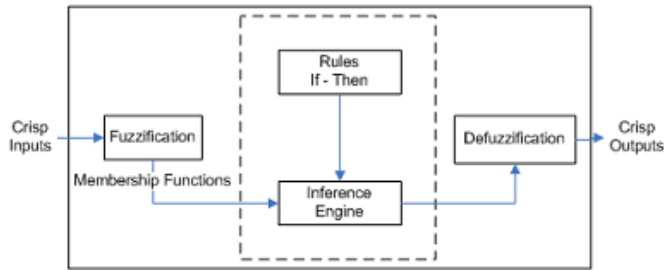 Rules
If - Then
Crisp
Inputs
Fuzzification
Defuzzification
Crisp
Outputs
Membership Functions
Inference
Engine